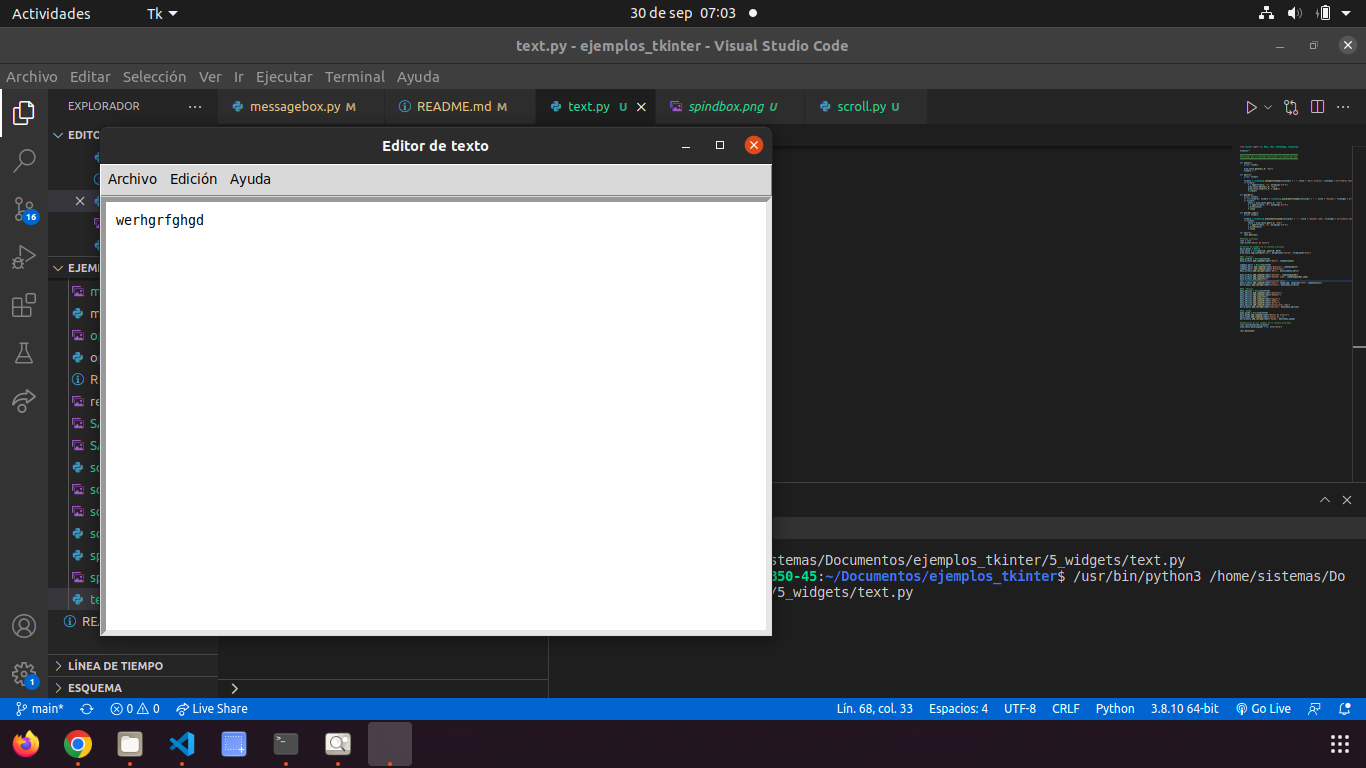 Actividades Tk 30 de sep 07:03
text.py - ejemplos_tkinter - Visual Studio Code
Archivo Editar Selección Ver Ir Ejecutar Terminal Ayuda
EXPLORADOR ··· messagebox.py M README.md M text.py U spindbox.png U scroll.py U
EDITO
Editor de texto
Archivo Edición Ayuda
werhgrfghgd
16
EJEM
m
m
op
op
R
re
SA
SA
sc
sc
sc
sc
sp
sp
te
REA
LÍNEA DE TIEMPO
ESQUEMA
stemas/Documentos/ejemplos_tkinter/5_widgets/text.py
850-45:~/Documentos/ejemplos_tkinter$ /usr/bin/python3 /home/sistemas/Do
/5_widgets/text.py
1
main* 0 0 Live Share Lín. 68, col. 33 Espacios: 4 UTF-8 CRLF Python 3.8.10 64-bit Go Live